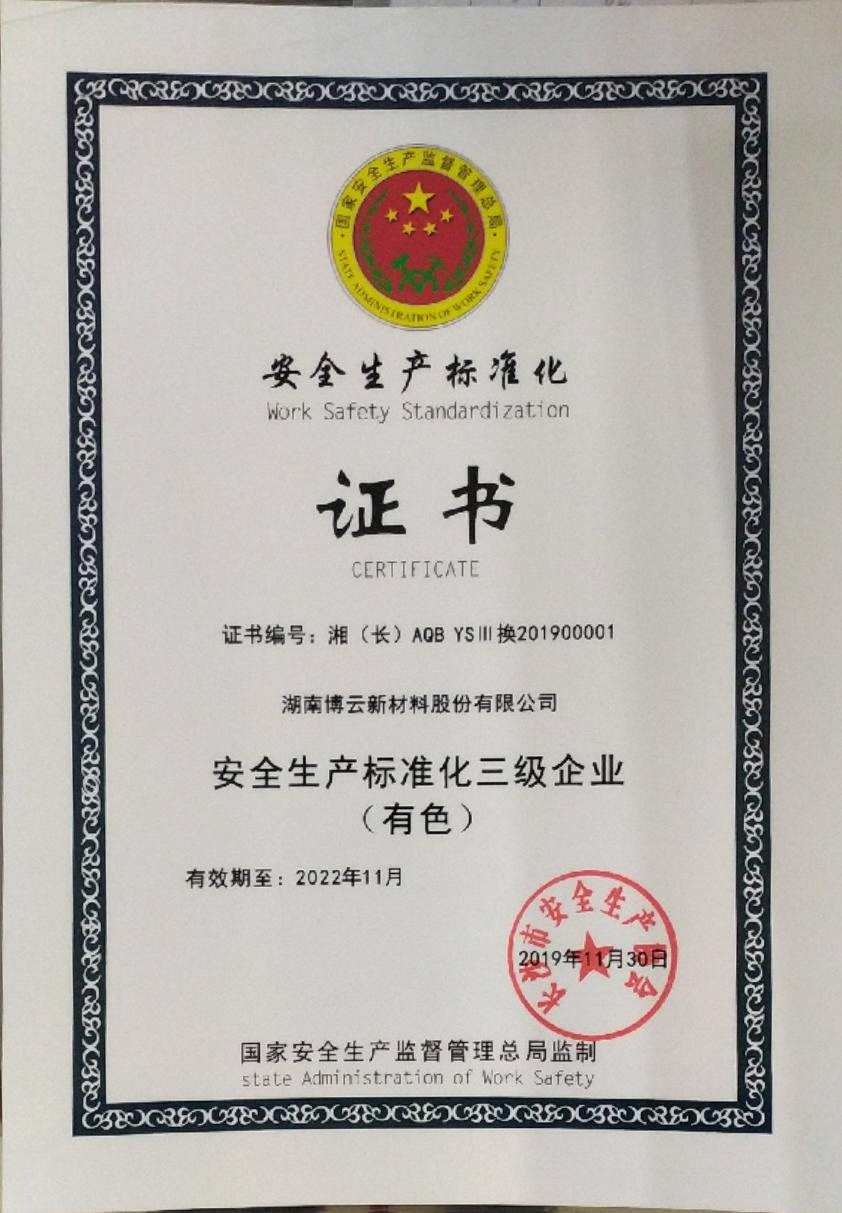 国家安全生产监督管理总局
STATE ADMINISTRATION OF WORK SAFETY
安全生产标准化
Work Safety Standardization
证书
CERTIFICATE
证书编号：湘（长）AQB YSⅢ换201900001
湖南博云新材料股份有限公司
安全生产标准化三级企业
（有色）
有效期至：2022年11月
长沙市安全生产协会
2019年11月30日
国家安全生产监督管理总局监制
state Administration of Work Safety